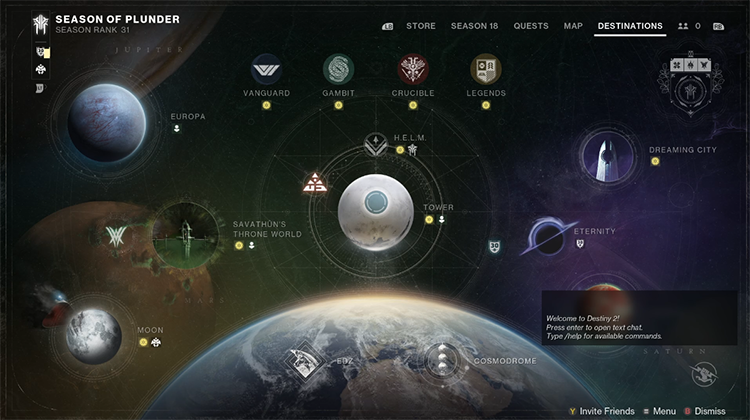 SEASON OF PLUNDER
SEASON RANK 31
LB STORE SEASON 18 QUESTS MAP DESTINATIONS 0 RB
JUPITER
VANGUARD GAMBIT CRUCIBLE LEGENDS
EUROPA
H.E.L.M.
DREAMING CITY
TOWER
SAVATHÛN'S
THRONE WORLD
ETERNITY
30
MARS
MOON
Welcome to Destiny 2!
Press enter to open text chat.
Type /help for available commands.
SATURN
EDZ COSMODROME
Y Invite Friends Menu B Dismiss